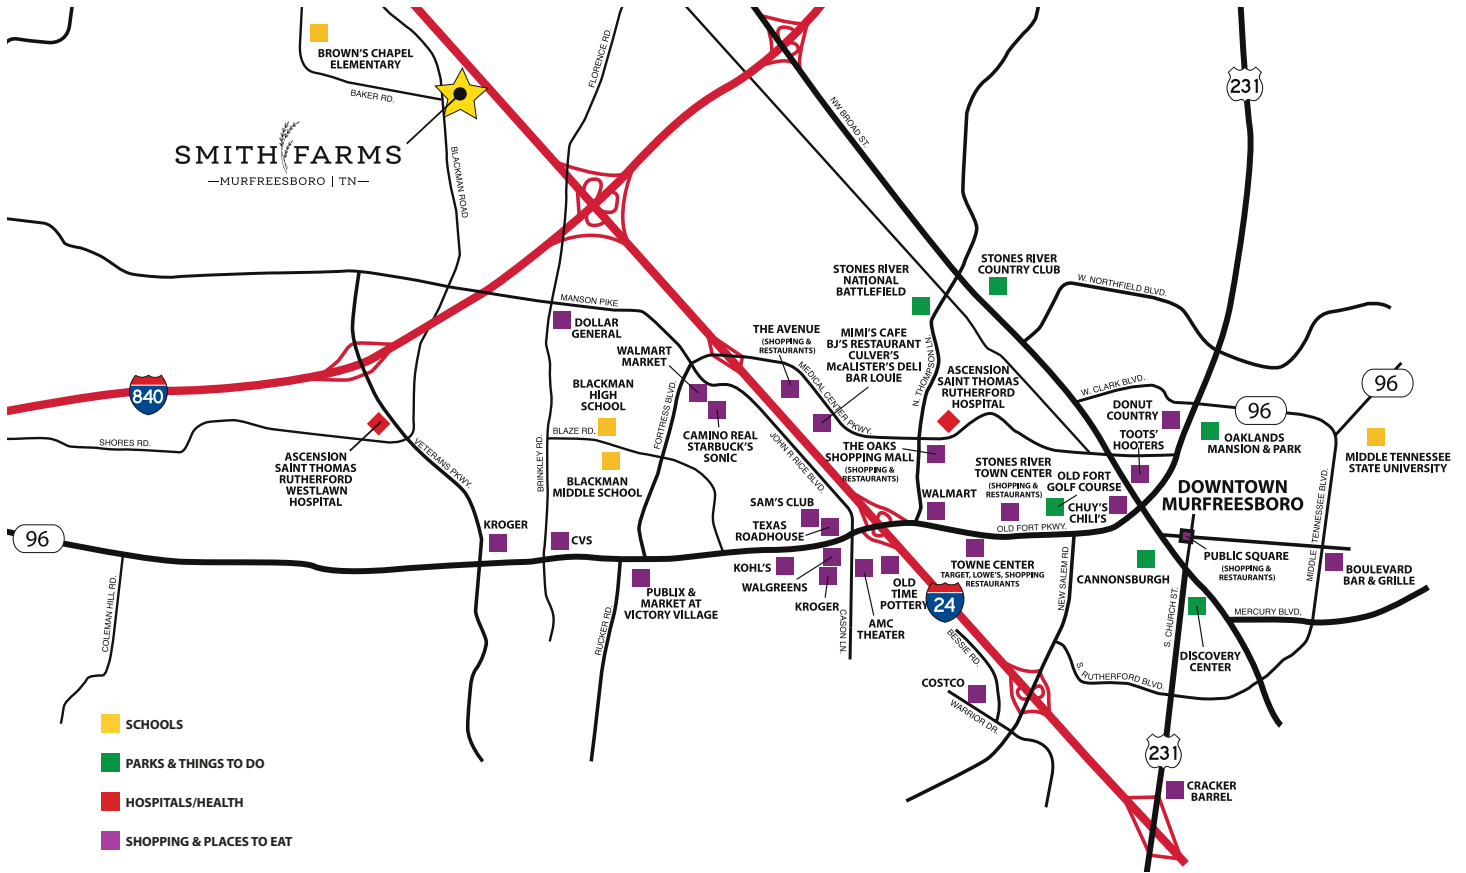 BROWN'S CHAPEL
ELEMENTARY
BAKER RD.
SMITH FARMS
MURFREESBORO | TN
BLACKMAN ROAD
FLORENCE RD.
NW BROAD ST.
231
STONES RIVER
COUNTRY CLUB
W. NORTHFIELD BLVD.
STONES RIVER
NATIONAL
BATTLEFIELD
MANSON PIKE
DOLLAR
GENERAL
WALMART
MARKET
THE AVENUE
(SHOPPING &
RESTAURANTS)
MIMI'S CAFE
BJ'S RESTAURANT
CULVER'S
McALISTER'S DELI
BAR LOUIE
MEDICAL CENTER PKWY.
N. THOMPSON LN.
ASCENSION
SAINT THOMAS
RUTHERFORD
HOSPITAL
W. CLARK BLVD.
96
96
840
BLACKMAN
HIGH
SCHOOL
BLAZE RD.
BLACKMAN
MIDDLE SCHOOL
FORTRESS BLVD.
CAMINO REAL
STARBUCK'S
SONIC
JOHN R RICE BLVD.
THE OAKS
SHOPPING MALL
(SHOPPING &
RESTAURANTS)
DONUT
COUNTRY
TOOTS'
HOOTERS
OAKLANDS
MANSION & PARK
MIDDLE TENNESSEE
STATE UNIVERSITY
SHORES RD.
ASCENSION
SAINT THOMAS
RUTHERFORD
WESTLAWN
HOSPITAL
VETERANS PKWY.
BRINKLEY RD.
STONES RIVER
TOWN CENTER
(SHOPPING &
RESTAURANTS)
OLD FORT
GOLF COURSE
CHUY'S
CHILI'S
DOWNTOWN
MURFREESBORO
SAM'S CLUB
TEXAS
ROADHOUSE
WALMART
OLD FORT PKWY.
MIDDLE TENNESSEE BLVD.
96
KROGER
CVS
KOHL'S
WALGREENS
KROGER
PUBLIX &
MARKET AT
VICTORY VILLAGE
AMC
THEATER
OLD
TIME
POTTERY
24
TOWNE CENTER
TARGET, LOWE'S, SHOPPING
RESTAURANTS
NEW SALEM RD
CANNONSBURGH
PUBLIC SQUARE
(SHOPPING &
RESTAURANTS)
BOULEVARD
BAR & GRILLE
MERCURY BLVD,
COLEMAN HILL RD.
RUCKER RD.
CASON LN.
BESSIE RD.
S. CHURCH ST.
DISCOVERY
CENTER
S. RUTHERFORD BLVD.
COSTCO
WARRIOR DR.
231
CRACKER
BARREL
SCHOOLS
PARKS & THINGS TO DO
HOSPITALS/HEALTH
SHOPPING & PLACES TO EAT